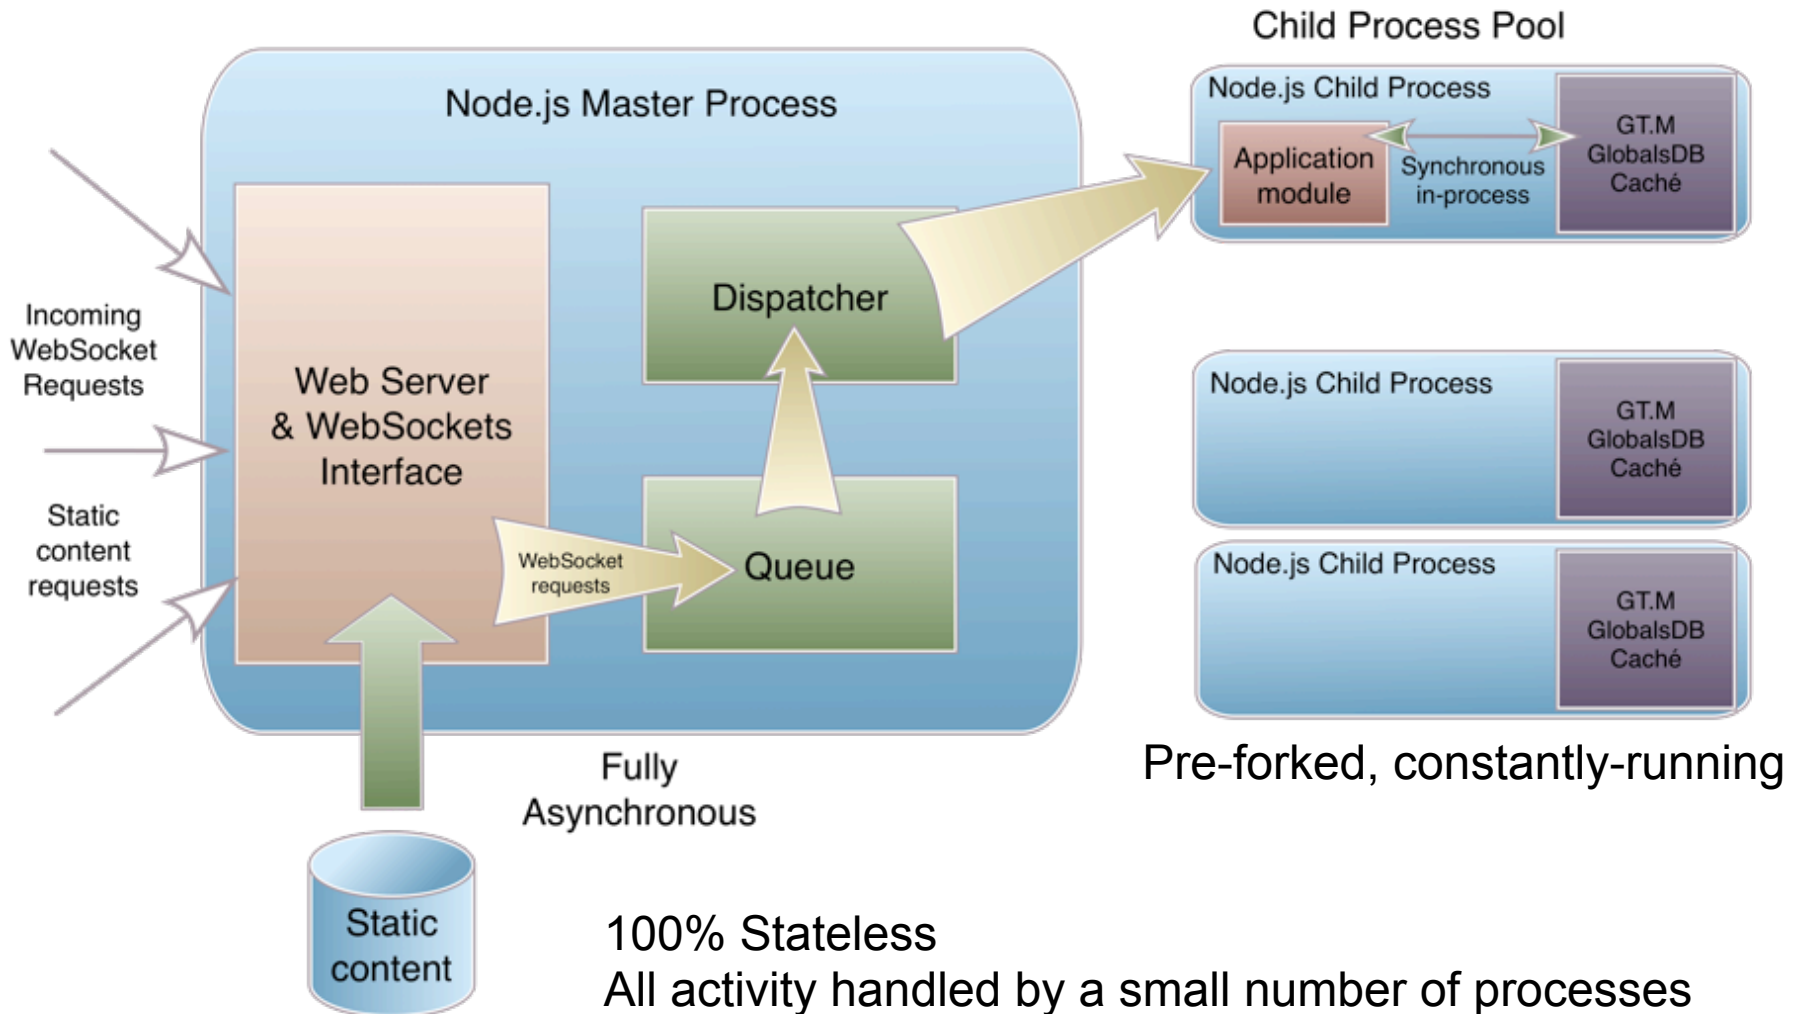 Child Process Pool
Node.js Master Process
Node.js Child Process
Application
module
Synchronous
in-process
GT.M
GlobalsDB
Caché
Incoming
WebSocket
Requests
Static
content
requests
Web Server
& WebSockets
Interface
Dispatcher
WebSocket
requests
Queue
Node.js Child Process
GT.M
GlobalsDB
Caché
Node.js Child Process
GT.M
GlobalsDB
Caché
Pre-forked, constantly-running
Fully
Asynchronous
Static
content
100% Stateless
All activity handled by a small number of processes